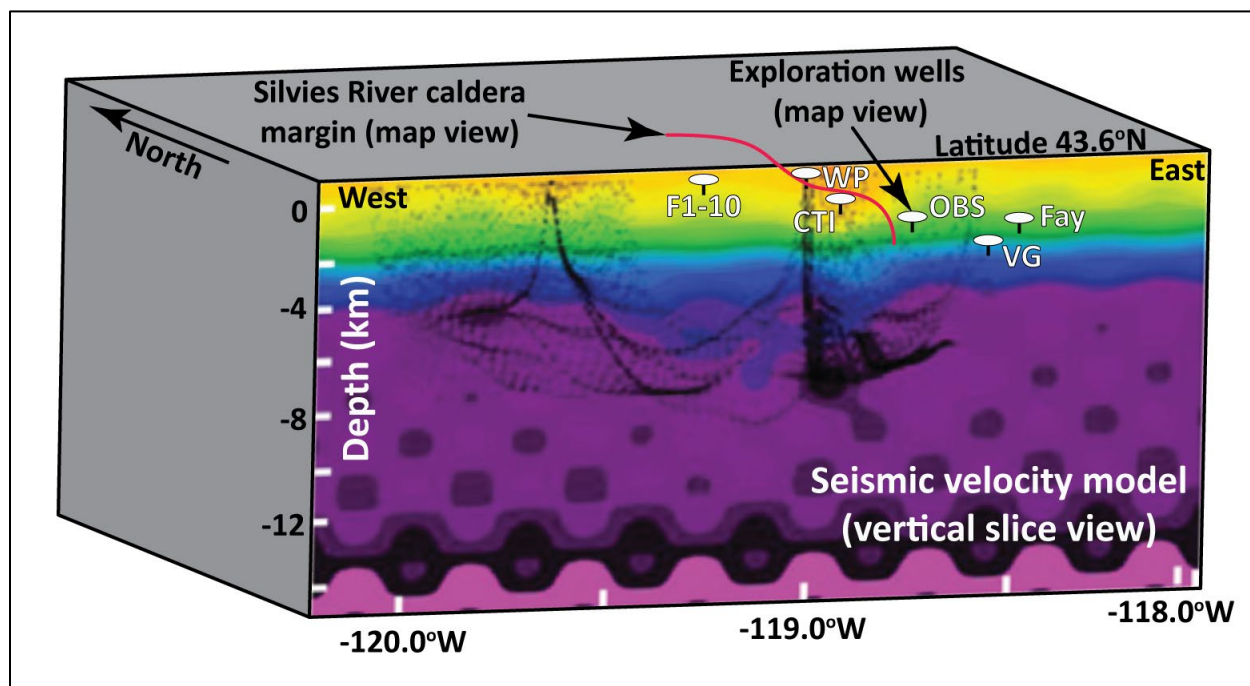 Silvies River caldera
margin (map view)
Exploration wells
(map view)
North
Latitude 43.6°N
West
East
F1-10
WP
CTI
OBS
Fay
VG
0
-4
-8
-12
Depth (km)
Seismic velocity model
(vertical slice view)
-120.0°W
-119.0°W
-118.0°W